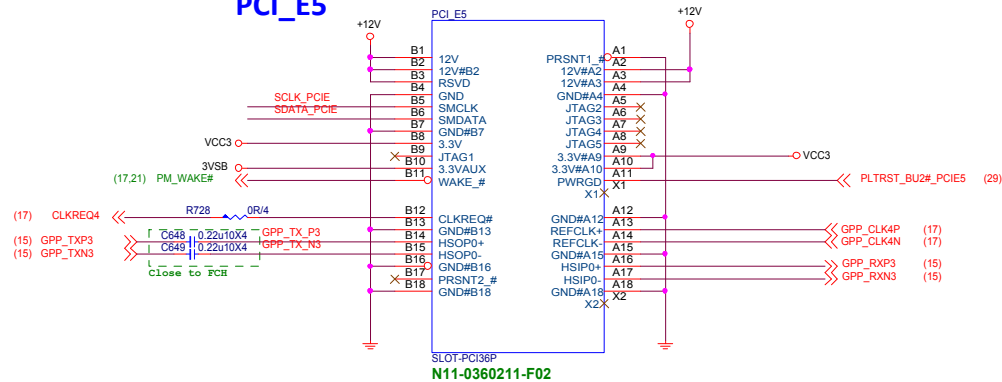 PCI_E5
PCI_E5
+12V
+12V
B1 12V
B2 12V#B2
B3 RSVD
B4 GND
SCLK_PCIE B5 SMCLK
SDATA_PCIE B6 SMDATA
B7 GND#B7
VCC3 B8 3.3V
B9 JTAG1
3VSB B10 3.3VAUX
(17,21) PM_WAKE# B11 WAKE_#
(17) CLKREQ4 R728 0R/4 B12 CLKREQ#
B13 GND#B13
(15) GPP_TXP3 C648 0.22u10X4 GPP_TX_P3 B14 HSOP0+
(15) GPP_TXN3 C649 0.22u10X4 GPP_TX_N3 B15 HSOP0-
Close to FCH
B16 GND#B16
B17 PRSNT2_#
B18 GND#B18
PRSNT1_# A1
12V#A2 A2
12V#A3 A3
GND#A4 A4
JTAG2 A5
JTAG3 A6
JTAG4 A7
JTAG5 A8
3.3V#A9 A9 VCC3
3.3V#A10 A10
PWRGD A11 PLTRST_BU2#_PCIE5 (29)
X1 X1
GND#A12 A12
REFCLK+ A13 GPP_CLK4P (17)
REFCLK- A14 GPP_CLK4N (17)
GND#A15 A15
HSIP0+ A16 GPP_RXP3 (15)
HSIP0- A17 GPP_RXN3 (15)
GND#A18 A18
X2 X2
SLOT-PCI36P
N11-0360211-F02